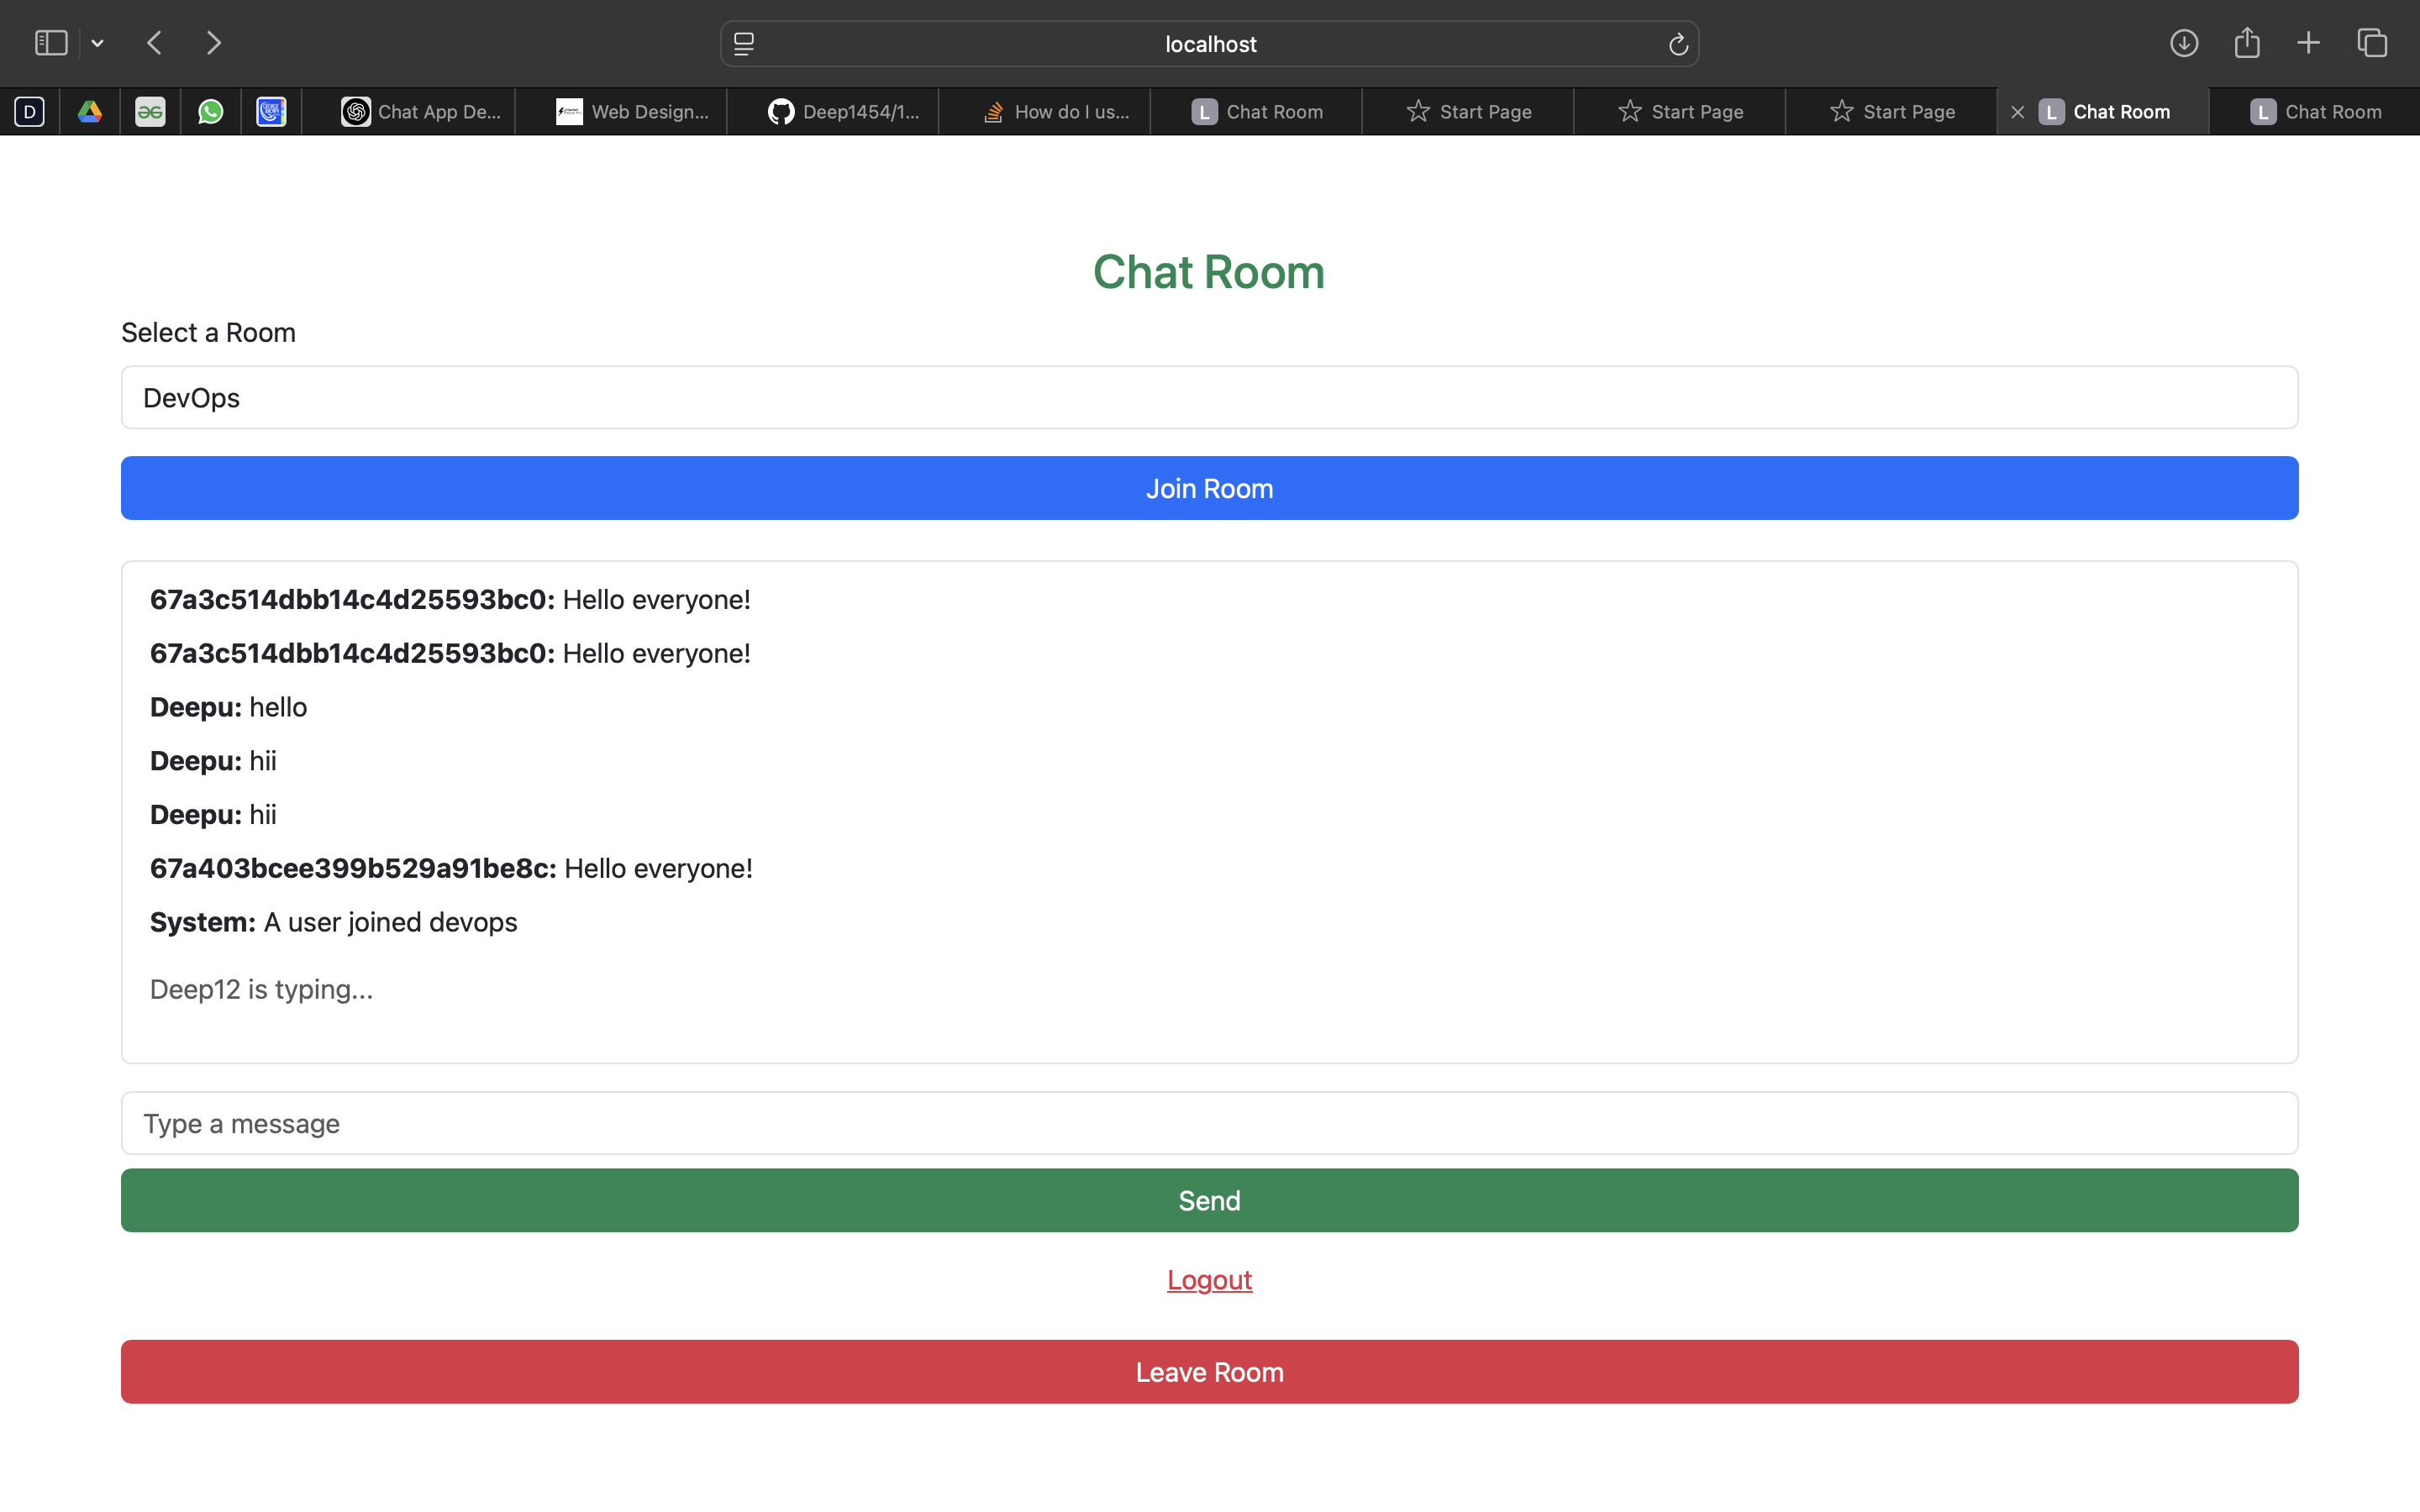 localhost
D
Chat App De...
Web Design...
Deep1454/1...
How do I us...
L Chat Room
Start Page
Start Page
Start Page
L Chat Room
L Chat Room
Chat Room
Select a Room
DevOps
Join Room
67a3c514dbb14c4d25593bc0: Hello everyone!
67a3c514dbb14c4d25593bc0: Hello everyone!
Deepu: hello
Deepu: hii
Deepu: hii
67a403bcee399b529a91be8c: Hello everyone!
System: A user joined devops
Deep12 is typing...
Type a message
Send
Logout
Leave Room